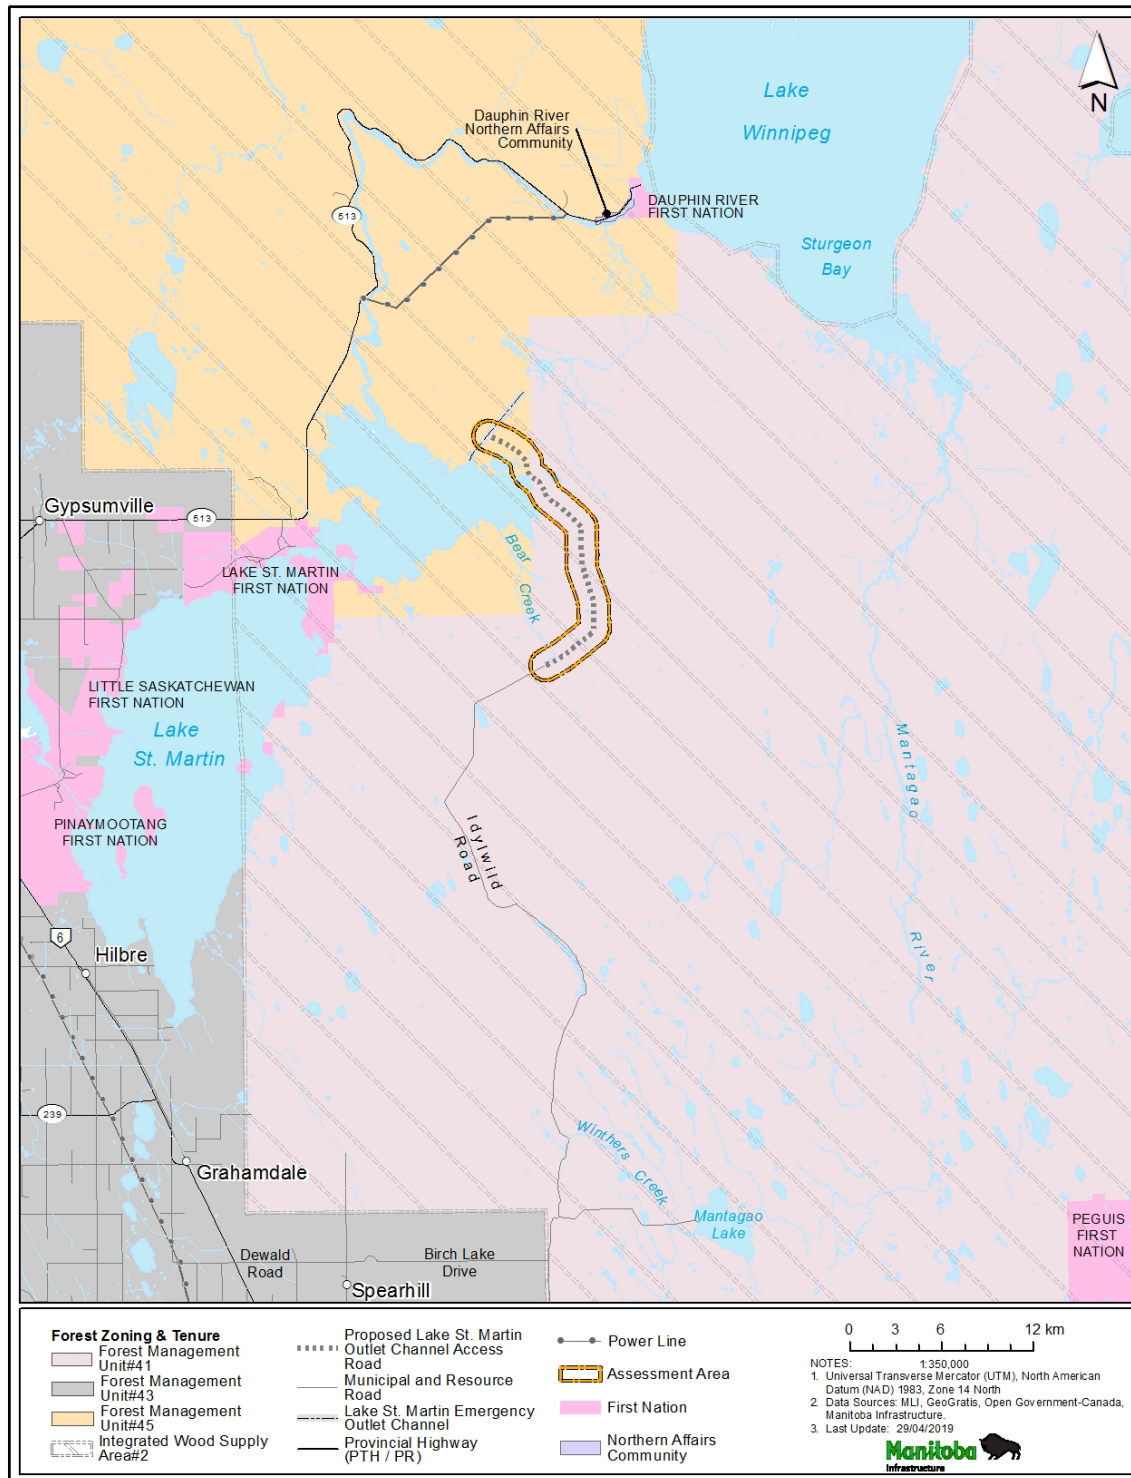 Lake
Winnipeg
N
Dauphin River
Northern Affairs
Community
DAUPHIN RIVER
FIRST NATION
513
Sturgeon
Bay
Gypsumville
513
Bear
Creek
LAKE ST. MARTIN
FIRST NATION
LITTLE SASKATCHEWAN
FIRST NATION
Lake
St. Martin
Mantagao
River
PINAYMOOTANG
FIRST NATION
Idylwild
Road
6
Hilbre
239
Grahamdale
Winthers Creek
Mantagao
Lake
PEGUIS
FIRST
NATION
Dewald
Road
Birch Lake
Drive
Spearhill
Forest Zoning & Tenure
Forest Management
Unit#41
Forest Management
Unit#43
Forest Management
Unit#45
Integrated Wood Supply
Area#2
Proposed Lake St. Martin
Outlet Channel Access
Road
Municipal and Resource
Road
Lake St. Martin Emergency
Outlet Channel
Provincial Highway
(PTH / PR)
Power Line
Assessment Area
First Nation
Northern Affairs
Community
0 3 6 12 km
1:350,000
NOTES:
1. Universal Transverse Mercator (UTM), North American
Datum (NAD) 1983, Zone 14 North
2. Data Sources: MLI, GeoGratis, Open Government-Canada,
Manitoba Infrastructure.
3. Last Update: 29/04/2019
Manitoba
Infrastructure